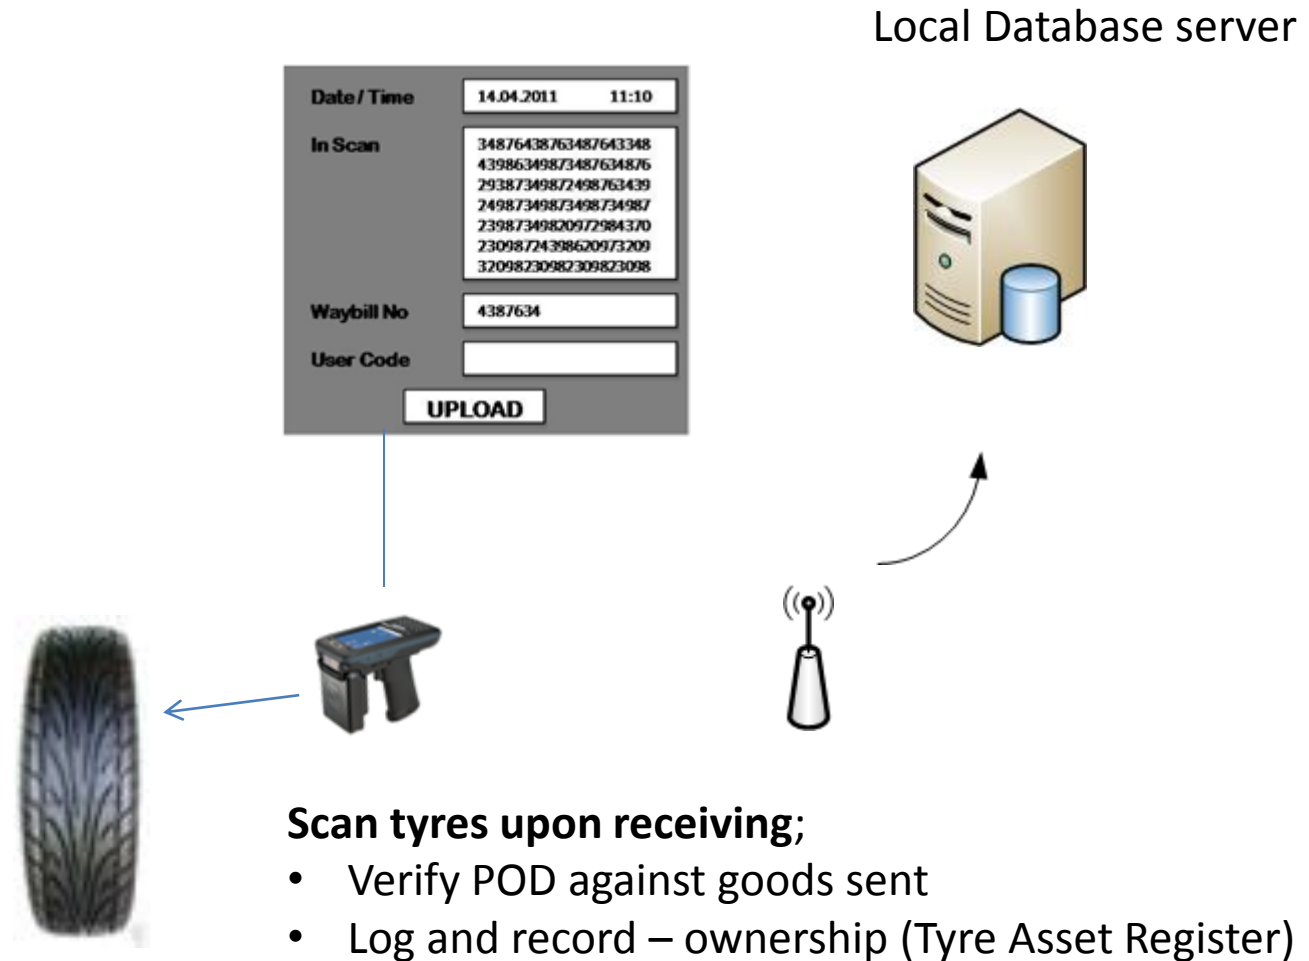 Local Database server
Date / Time 14.04.2011 11:10
In Scan 34876438763487643348
43986349873487634876
29387349872498763439
24987349873498734987
23987349820972984370
23098724398620973209
32098230982309823098
Waybill No 4387634
User Code
UPLOAD
Scan tyres upon receiving;
• Verify POD against goods sent
• Log and record – ownership (Tyre Asset Register)